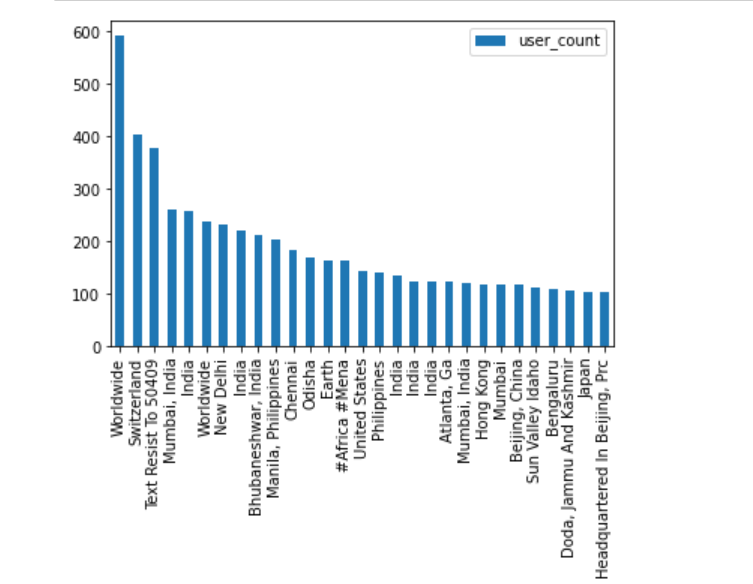 600
500
400
300
200
100
0
user_count
Worldwide
Switzerland
Text Resist To 50409
Mumbai, India
India
Worldwide
New Delhi
India
Bhubaneshwar, India
Manila, Philippines
Chennai
Odisha
Earth
#Africa #Mena
United States
Philippines
India
India
India
Atlanta, Ga
Mumbai, India
Hong Kong
Mumbai
Beijing, China
Sun Valley Idaho
Bengaluru
Doda, Jammu And Kashmir
Japan
Headquartered In Beijing, Prc